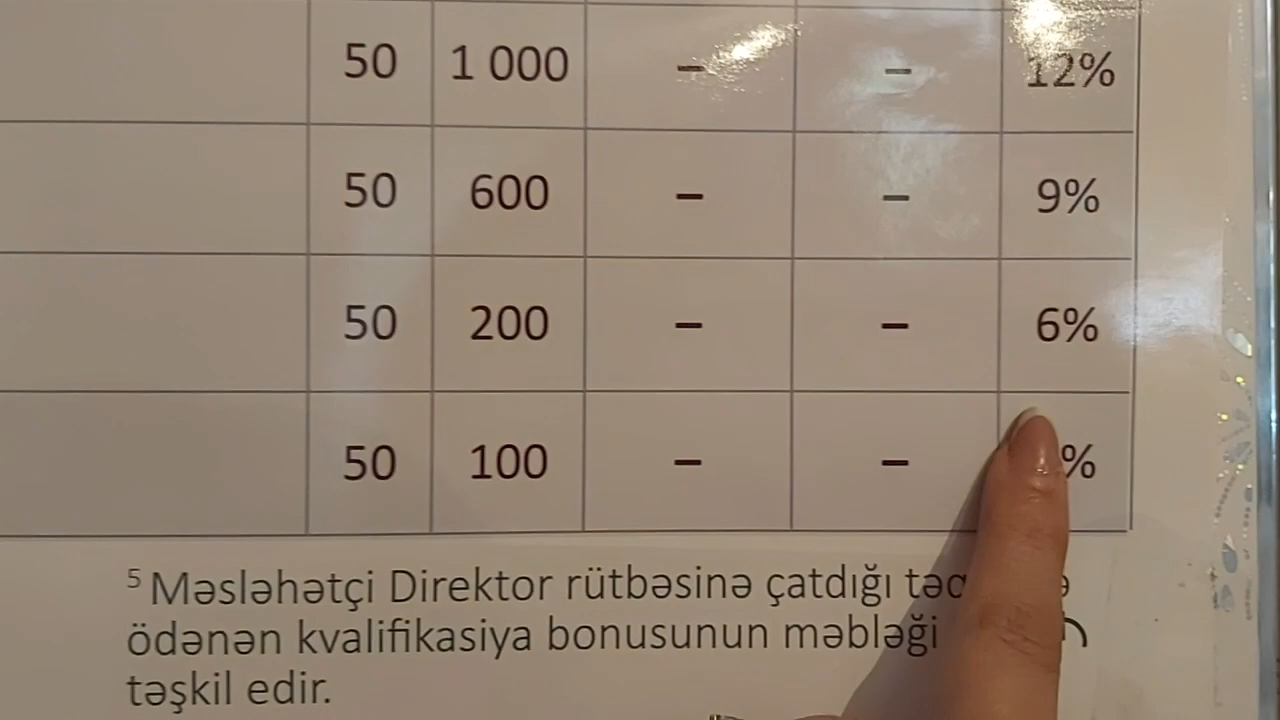 50 1 000 – – 12%
50 600 – – 9%
50 200 – – 6%
50 100 – – %
5 Məsləhətçi Direktor rütbəsinə çatdığı
ödənən kvalifikasiya bonusunun məbləği
təşkil edir.